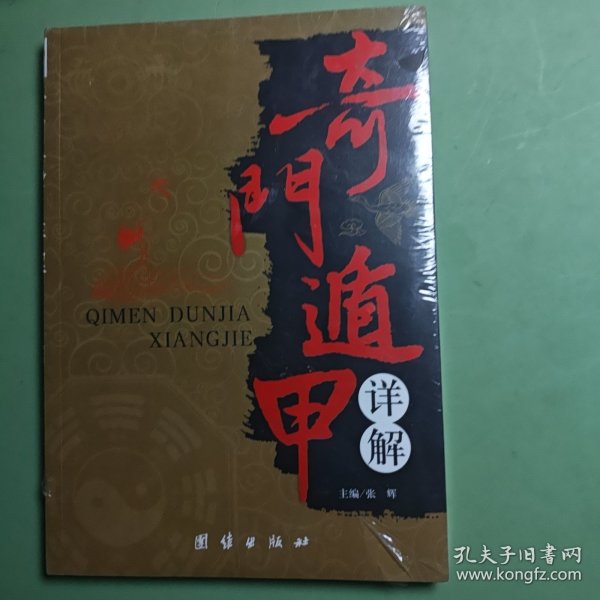 奇門遁甲
详解
QIMEN DUNJIA
XIANGJIE
主编/张 辉
团结出版社
孔夫子旧书网
www.kongfz.com